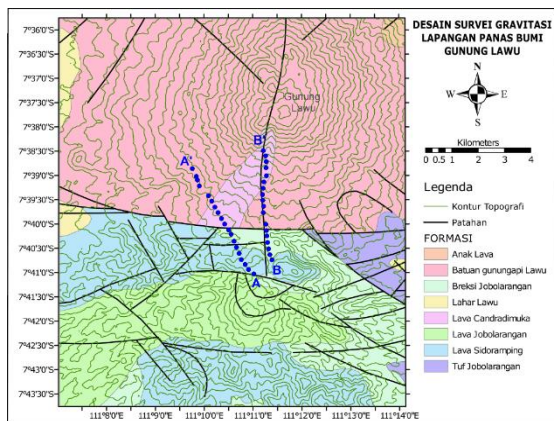 DESAIN SURVEI GRAVITASI
LAPANGAN PANAS BUMI
GUNUNG LAWU
N
W E
S
Kilometers
0 0.5 1 2 3 4
Legenda
Kontur Topografi
Patahan
FORMASI
Anak Lava
Batuan gunungapi Lawu
Breksi Jobolarangan
Lahar Lawu
Lava Candradimuka
Lava Jobolarangan
Lava Sidoramping
Tuf Jobolarangan
7°36'0"S
7°36'30"S
7°37'0"S
7°37'30"S
7°38'0"S
7°38'30"S
7°39'0"S
7°39'30"S
7°40'0"S
7°40'30"S
7°41'0"S
7°41'30"S
7°42'0"S
7°42'30"S
7°43'0"S
7°43'30"S
Gunung
Lawu
B'
A'
B
A
111°8'0"E 111°9'0"E 111°10'0"E 111°11'0"E 111°12'0"E 111°13'0"E 111°14'0"E